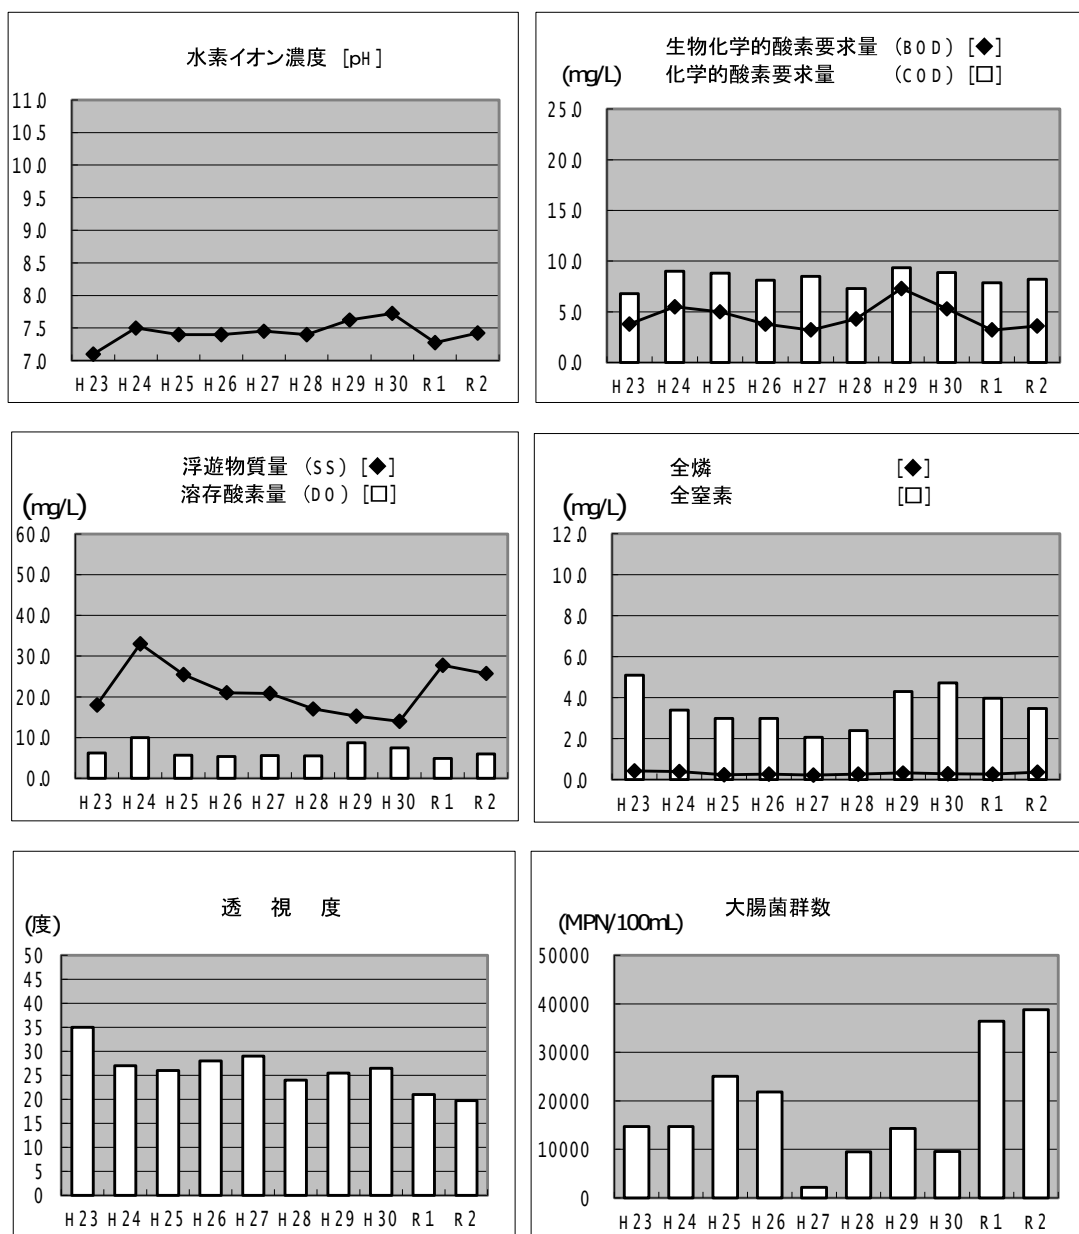 水素イオン濃度 [pH]
11.0
10.5
10.0
9.5
9.0
8.5
8.0
7.5
7.0
H23 H24 H25 H26 H27 H28 H29 H30 R1 R2
生物化学的酸素要求量 (BOD) [◆]
化学的酸素要求量 (COD) [□]
(mg/L)
25.0
20.0
15.0
10.0
5.0
0.0
H23 H24 H25 H26 H27 H28 H29 H30 R1 R2
浮遊物質量 (SS) [◆]
溶存酸素量 (DO) [□]
(mg/L)
60.0
50.0
40.0
30.0
20.0
10.0
0.0
H23 H24 H25 H26 H27 H28 H29 H30 R1 R2
全燐 [◆]
全窒素 [□]
(mg/L)
12.0
10.0
8.0
6.0
4.0
2.0
0.0
H23 H24 H25 H26 H27 H28 H29 H30 R1 R2
透 視 度
(度)
50
45
40
35
30
25
20
15
10
5
0
H23 H24 H25 H26 H27 H28 H29 H30 R1 R2
大腸菌群数
(MPN/100mL)
50000
40000
30000
20000
10000
0
H23 H24 H25 H26 H27 H28 H29 H30 R1 R2